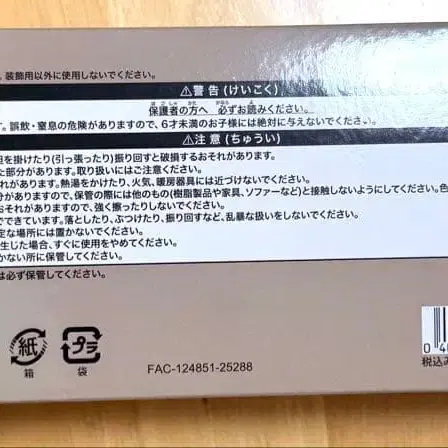 装飾用以外に使用しないでください。
⚠警告(けいこく)
保護者の方へ 必ずお読みください。
す。誤飲・窒息の危険がありますので、6才未満のお子様には絶対に与えないでください。
⚠注意(ちゅうい)
を掛けたり(引っ張ったり)振り回すと破損するおそれがあります。
た部分があります。取り扱いにはご注意ください。
れがあります。熱湯をかけたり、火気、暖房器具には近づけないでください。
分がありますので、保管の際には他のもの(樹脂製品や家具、ソファーなど)と接触しないようにしてください。色
おそれがありますので、強く擦ったりしないでください。
でできています。落としたり、ぶつけたり、振り回すなど、乱暴な扱いをしないでください。
定な場所には置かないでください。
生じた場合、すぐに使用をやめてください。
かない所に保管してください。
は必ず保管してください。
紙
箱
プラ
袋
FAC-124851-25288
0 4
税込み